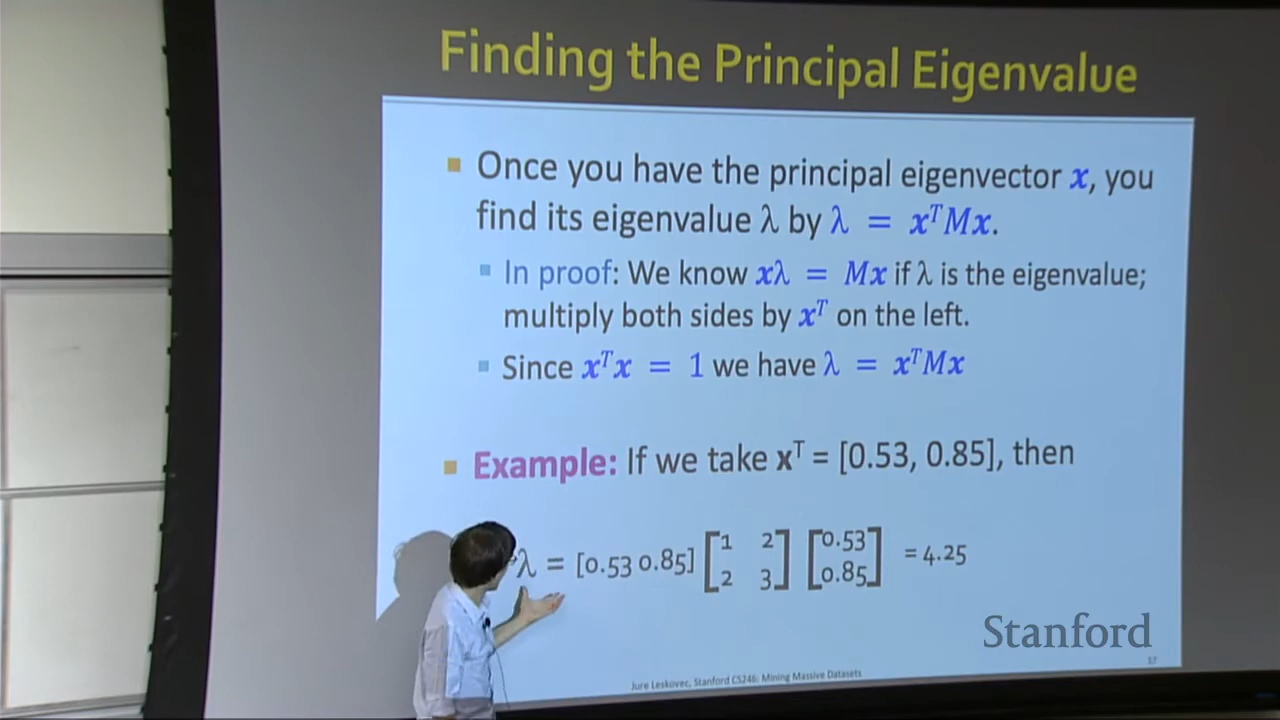 Finding the Principal Eigenvalue
Once you have the principal eigenvector x, you
find its eigenvalue λ by λ = xᵀMx.
In proof: We know xλ = Mx if λ is the eigenvalue;
multiply both sides by xᵀ on the left.
Since xᵀx = 1 we have λ = xᵀMx
Example: If we take xᵀ = [0.53, 0.85], then
λ = [0.53 0.85] [1 2] [0.53] = 4.25
[2 3] [0.85]
Stanford
17
Jure Leskovec, Stanford CS246: Mining Massive Datasets